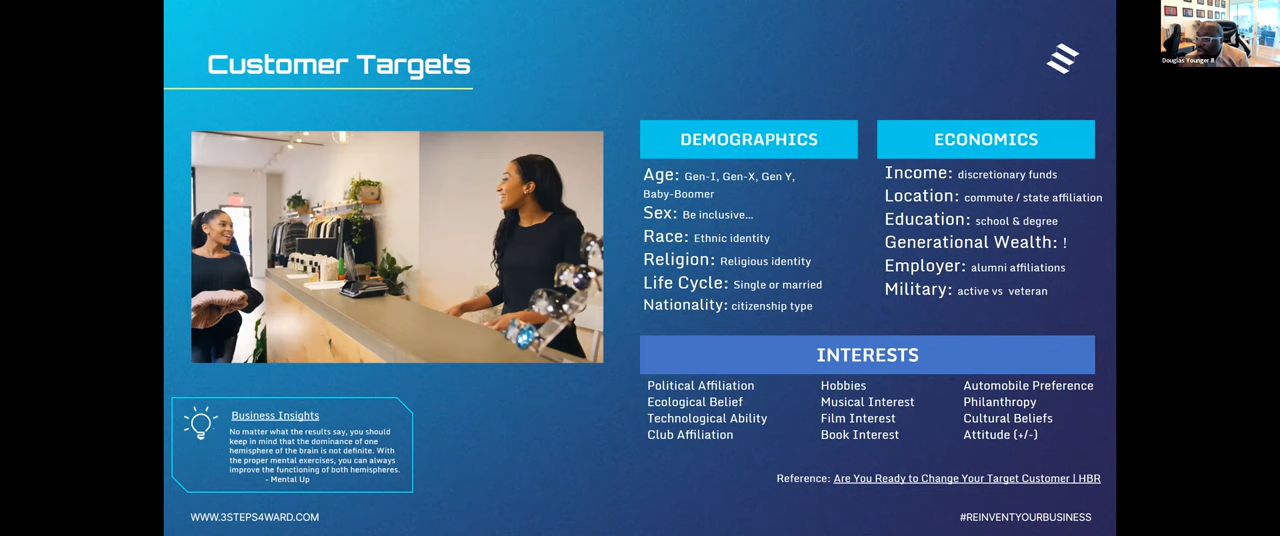 Customer Targets
DEMOGRAPHICS
Age: Gen-I, Gen-X, Gen Y,
Baby-Boomer
Sex: Be inclusive...
Race: Ethnic identity
Religion: Religious identity
Life Cycle: Single or married
Nationality: citizenship type
ECONOMICS
Income: discretionary funds
Location: commute / state affiliation
Education: school & degree
Generational Wealth: !
Employer: alumni affiliations
Military: active vs veteran
INTERESTS
Political Affiliation
Ecological Belief
Technological Ability
Club Affiliation
Hobbies
Musical Interest
Film Interest
Book Interest
Automobile Preference
Philanthropy
Cultural Beliefs
Attitude (+/-)
Business Insights
No matter what the results say, you should
keep in mind that the dominance of one
hemisphere of the brain is not definite. With
the proper mental exercises, you can always
improve the functioning of both hemispheres.
- Mental Up
Reference: Are You Ready to Change Your Target Customer | HBR
WWW.3STEPS4WARD.COM
#REINVENTYOURBUSINESS
Douglas Younger II